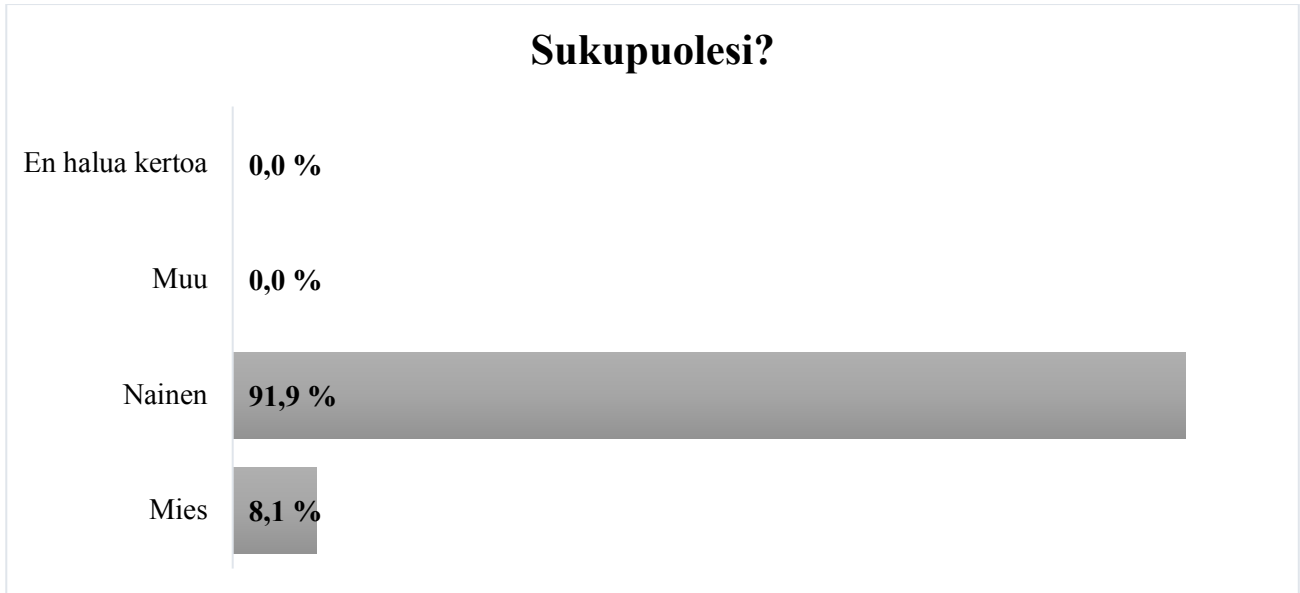 Sukupuolesi?
En halua kertoa 0,0 %
Muu 0,0 %
Nainen 91,9 %
Mies 8,1 %